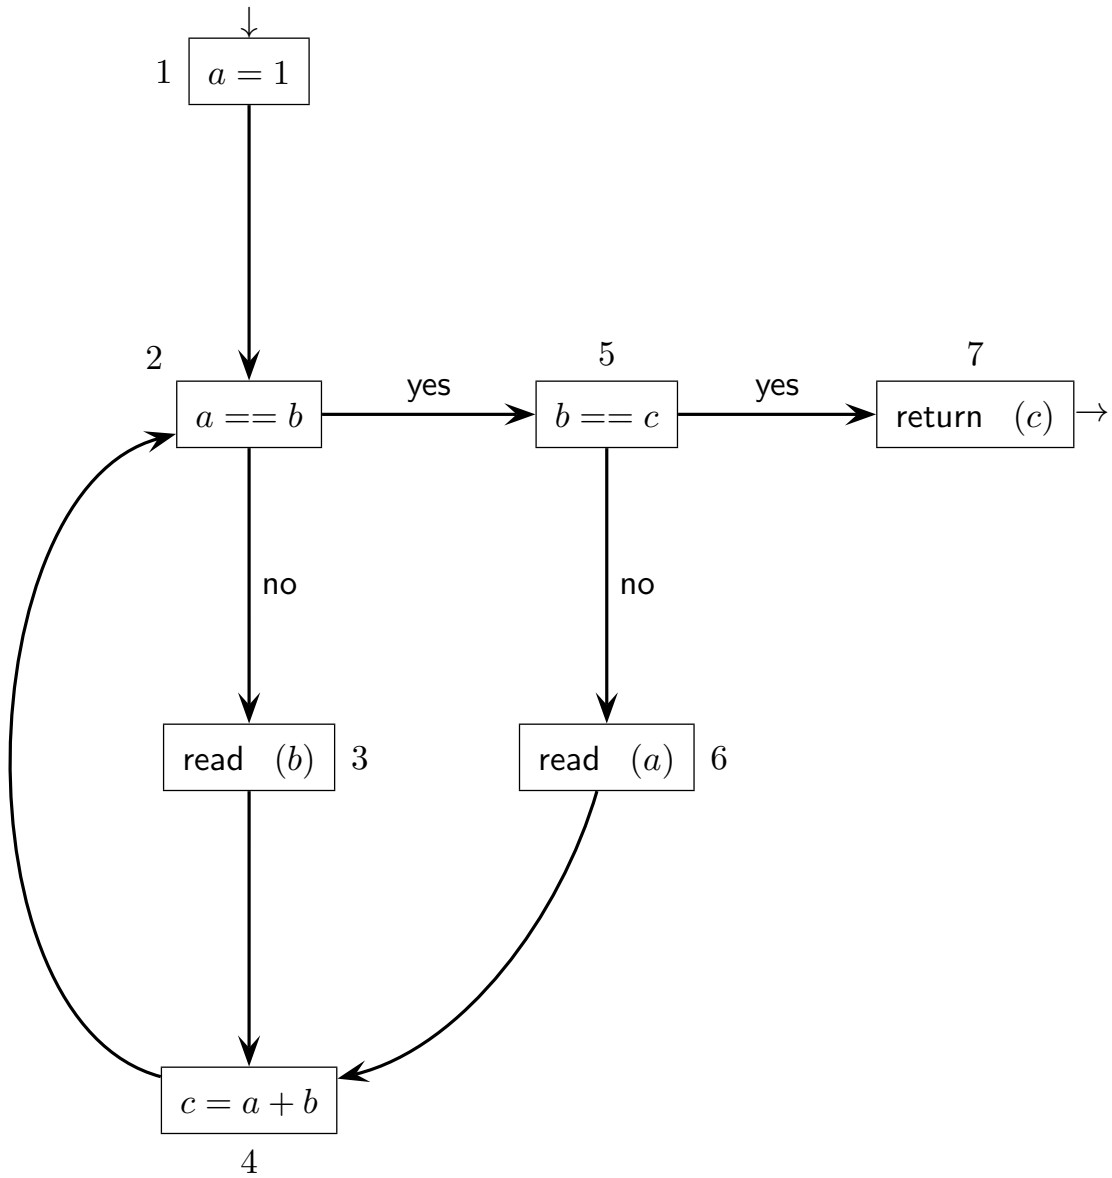 ↓
1 a = 1
2
5
7
a == b
yes
b == c
yes
return (c) →
no
no
read (b) 3
read (a) 6
c = a + b
4